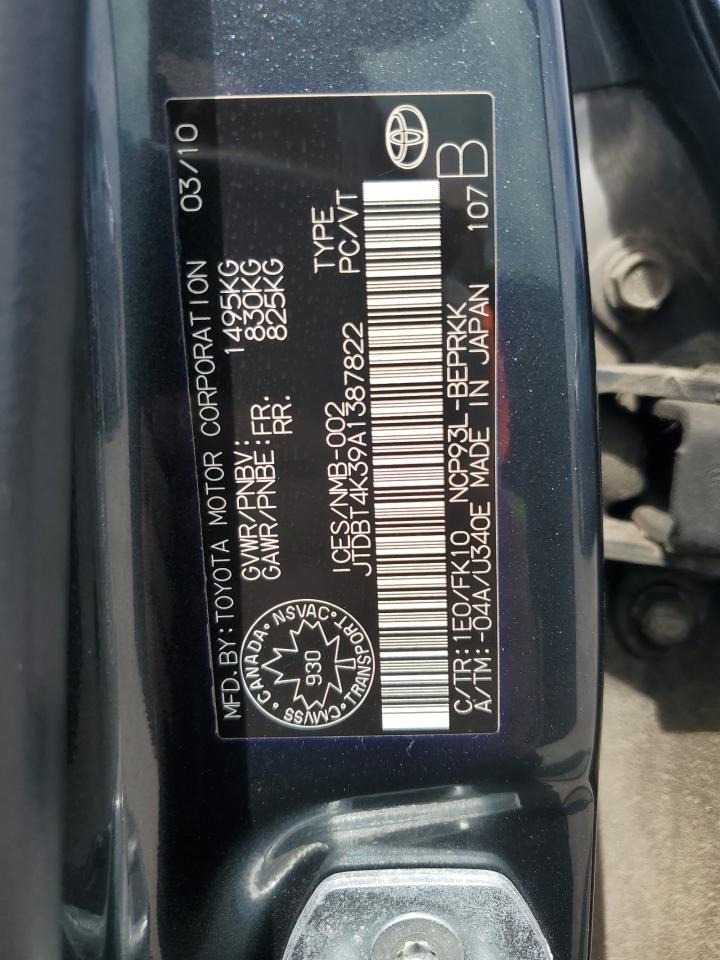 MFD. BY: TOYOTA MOTOR CORPORATION 03/10
GVWR/PNBV: 1495KG
GAWR/PNBE: FR. 830KG
RR. 825KG
CANADA • NSVAC • TRANSPORT • CMVSS
930
ICES/NMB-002 TYPE
JTDBT4K39A1387822 PC/VT
C/TR: 1E0/FK10 NCP93L-BEPRKK
A/TM: -04A/U340E MADE IN JAPAN 107B